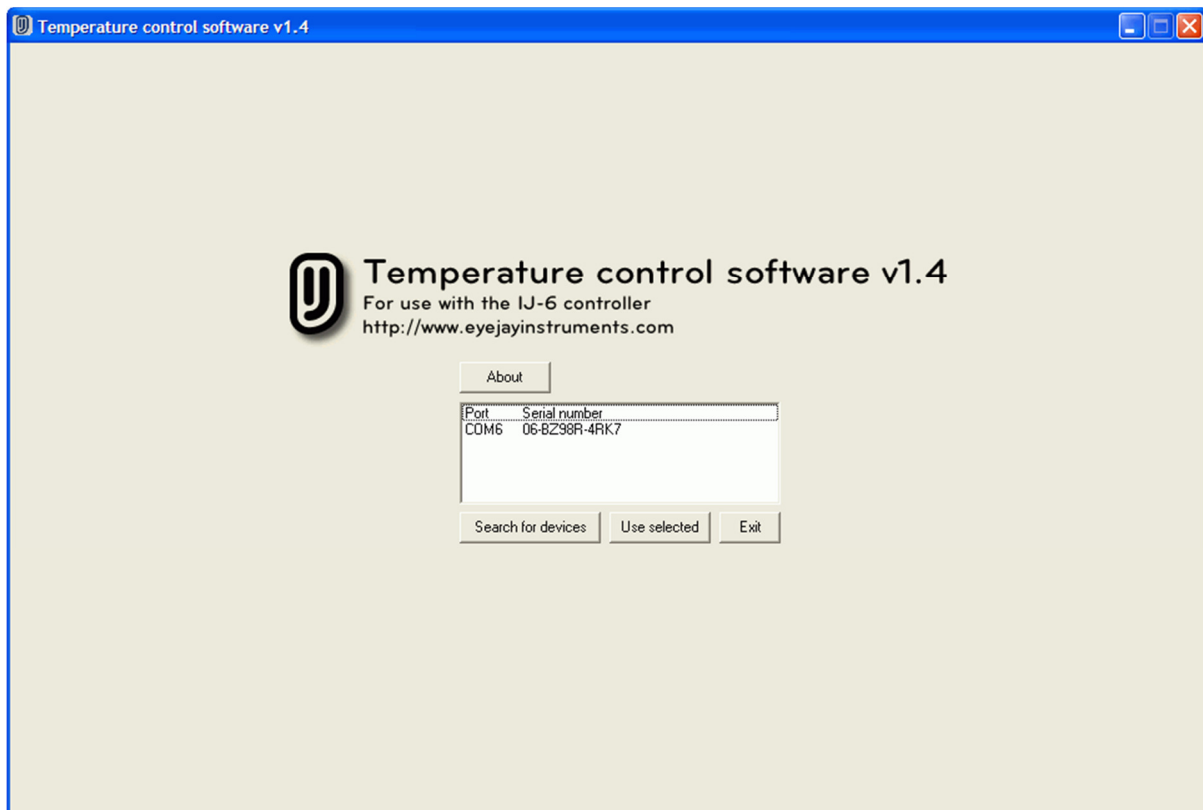 Temperature control software v1.4
Temperature control software v1.4
For use with the IJ-6 controller
http://www.eyejayinstruments.com
About
Port Serial number
COM6 06-BZ98R-4RK7
Search for devices Use selected Exit